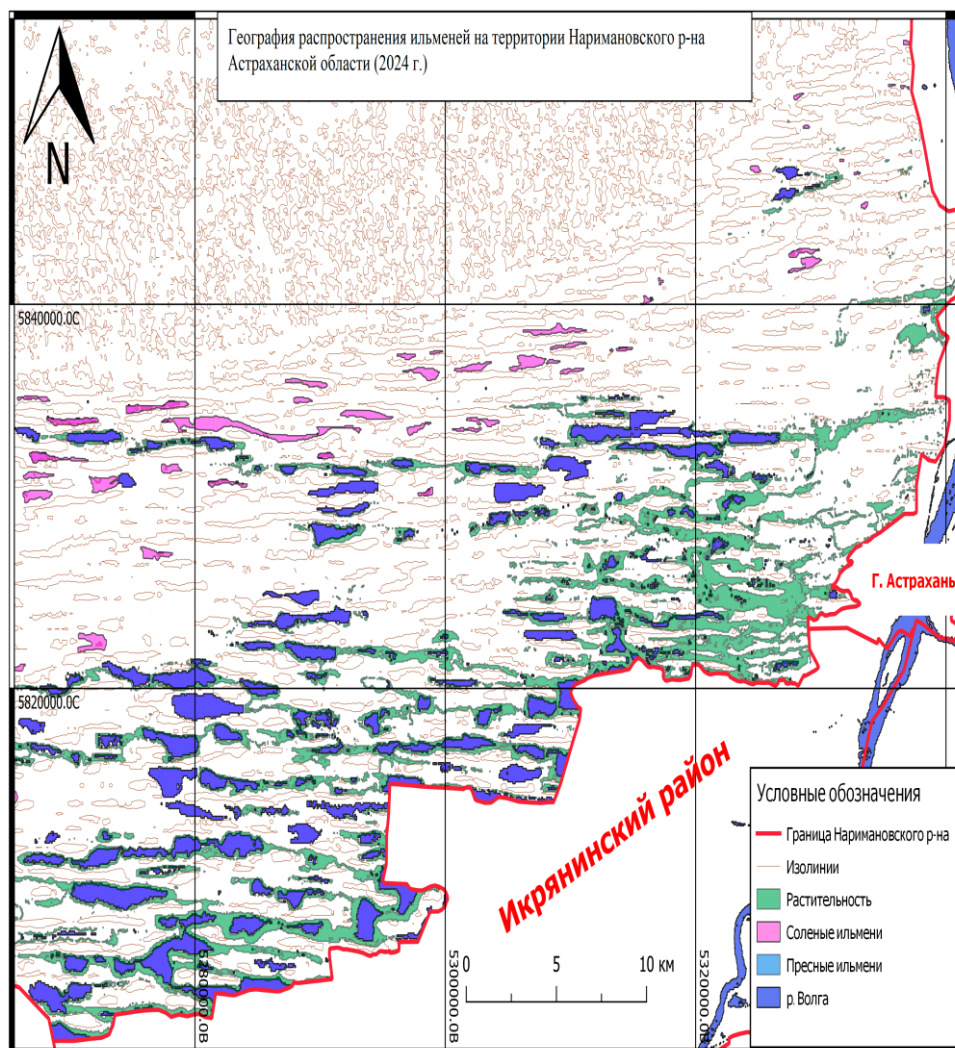 География распространения ильменей на территории Наримановского р-на
Астраханской области (2024 г.)
N
5840000.0С
Г. Астрахань
5820000.0С
Икрянинский район
Условные обозначения
Граница Наримановского р-на
Изолинии
Растительность
Соленые ильмени
Пресные ильмени
р. Волга
0 5 10 км
5280000.0В
5300000.0В
5320000.0В